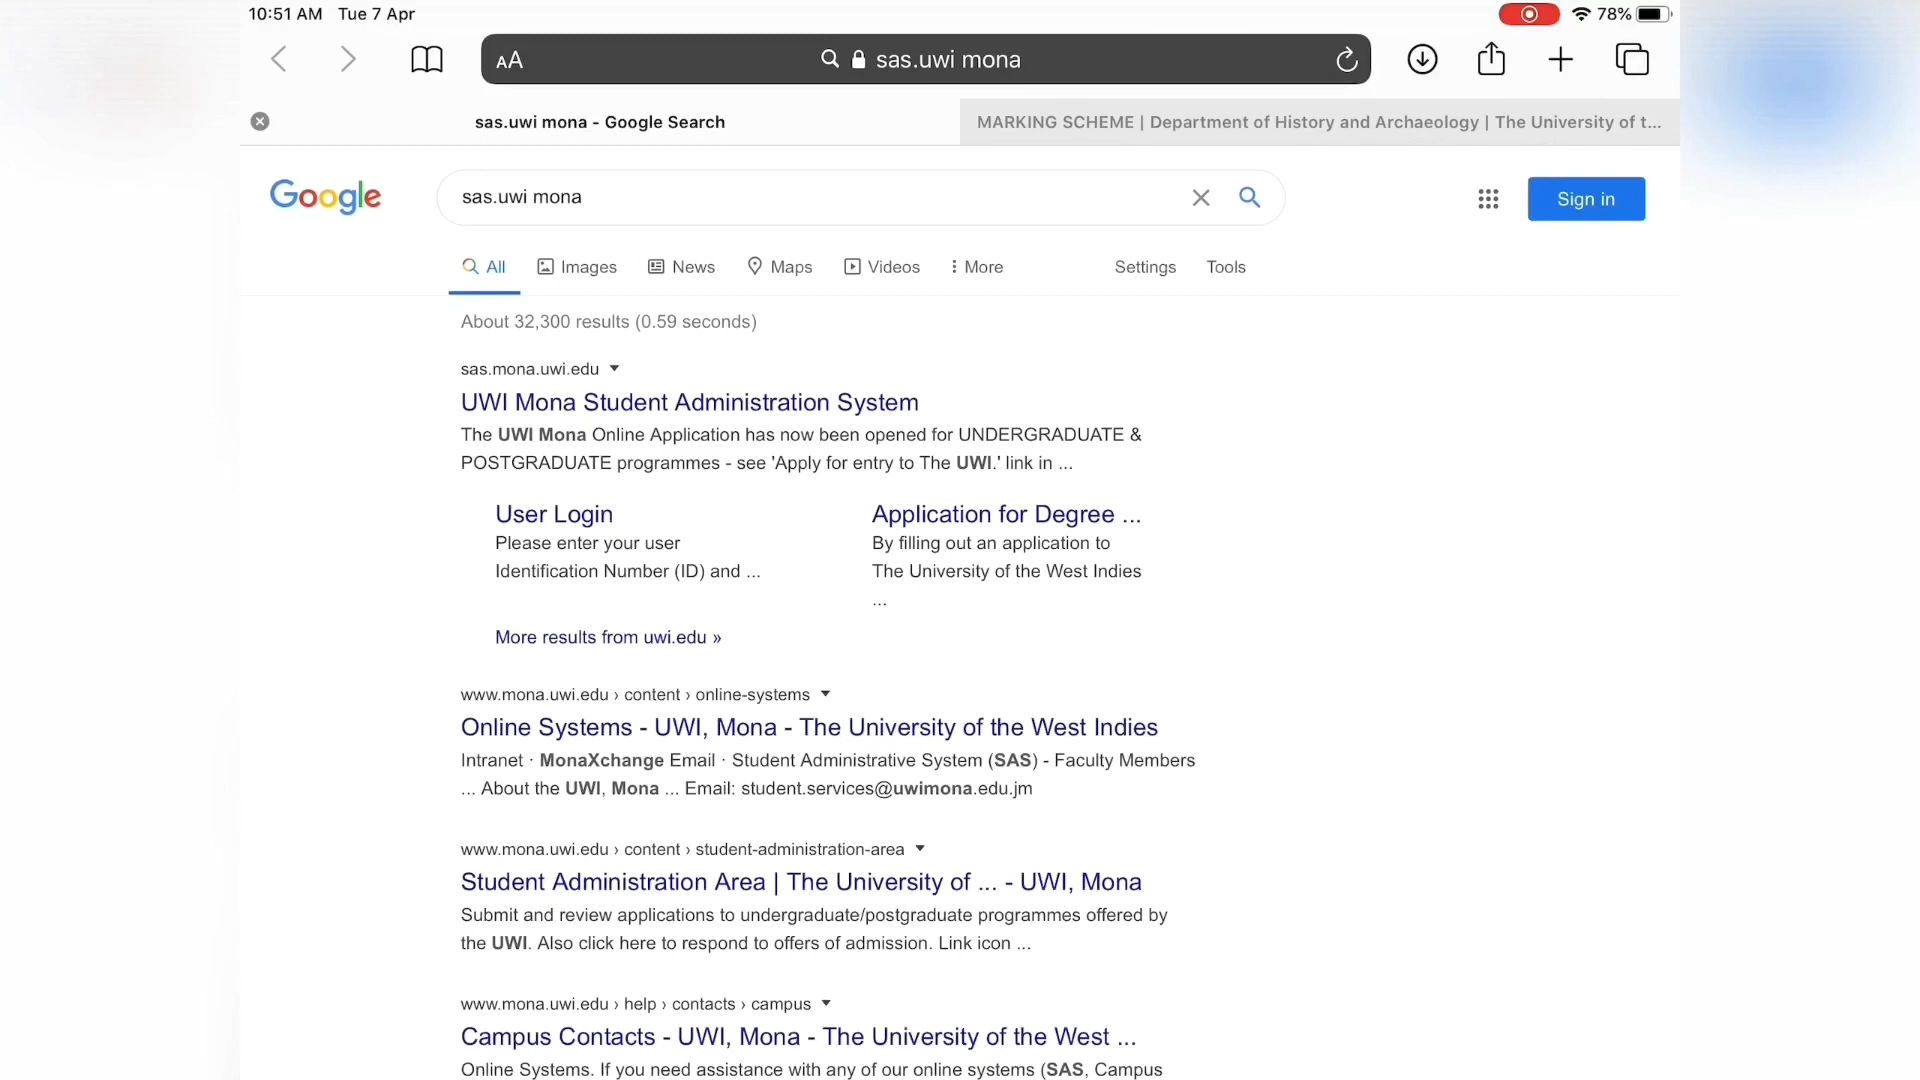 10:51 AM Tue 7 Apr 78%
AA sas.uwi mona
sas.uwi mona - Google Search
MARKING SCHEME | Department of History and Archaeology | The University of t...
Google
sas.uwi mona
Sign in
All Images News Maps Videos More Settings Tools
About 32,300 results (0.59 seconds)
sas.mona.uwi.edu
UWI Mona Student Administration System
The UWI Mona Online Application has now been opened for UNDERGRADUATE &
POSTGRADUATE programmes - see 'Apply for entry to The UWI.' link in ...
User Login
Please enter your user
Identification Number (ID) and ...
Application for Degree ...
By filling out an application to
The University of the West Indies
...
More results from uwi.edu »
www.mona.uwi.edu › content › online-systems
Online Systems - UWI, Mona - The University of the West Indies
Intranet · MonaXchange Email · Student Administrative System (SAS) - Faculty Members
... About the UWI, Mona ... Email: student.services@uwimona.edu.jm
www.mona.uwi.edu › content › student-administration-area
Student Administration Area | The University of ... - UWI, Mona
Submit and review applications to undergraduate/postgraduate programmes offered by
the UWI. Also click here to respond to offers of admission. Link icon ...
www.mona.uwi.edu › help › contacts › campus
Campus Contacts - UWI, Mona - The University of the West ...
Online Systems. If you need assistance with any of our online systems (SAS, Campus